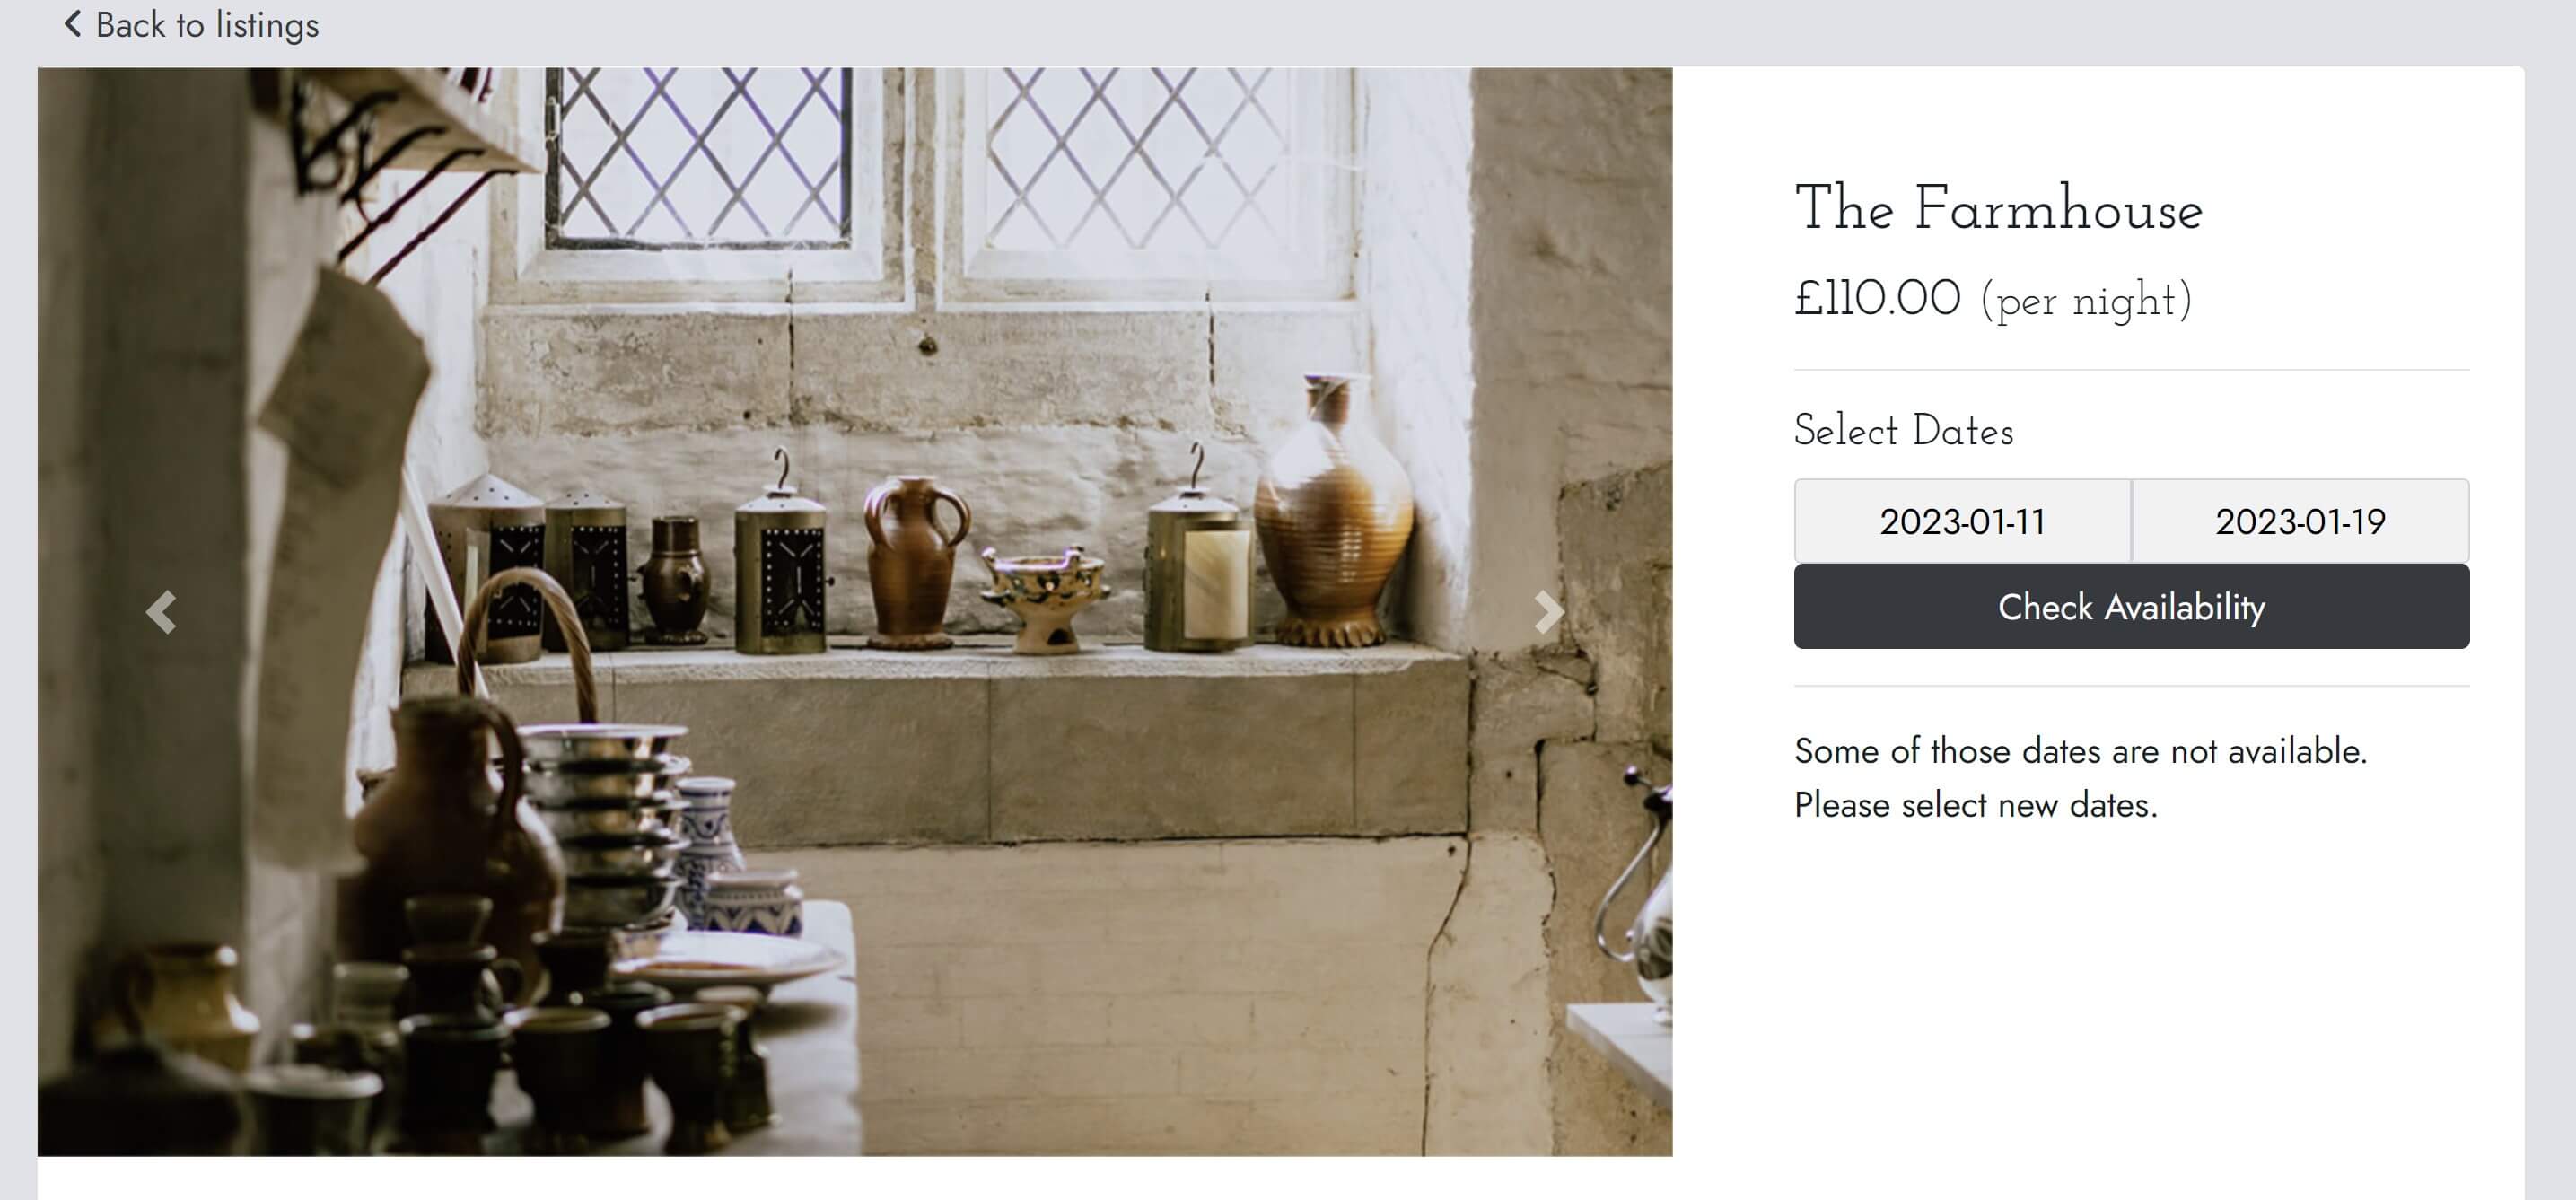 Back to listings
The Farmhouse
£110.00 (per night)
Select Dates
2023-01-11 2023-01-19
Check Availability
Some of those dates are not available.
Please select new dates.